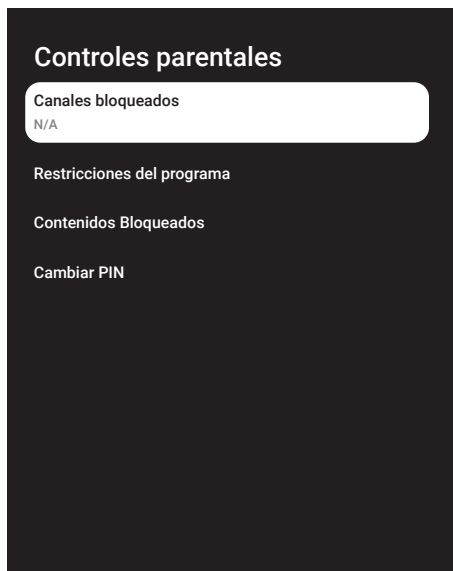 Controles parentales
Canales bloqueados
N/A
Restricciones del programa
Contenidos Bloqueados
Cambiar PIN